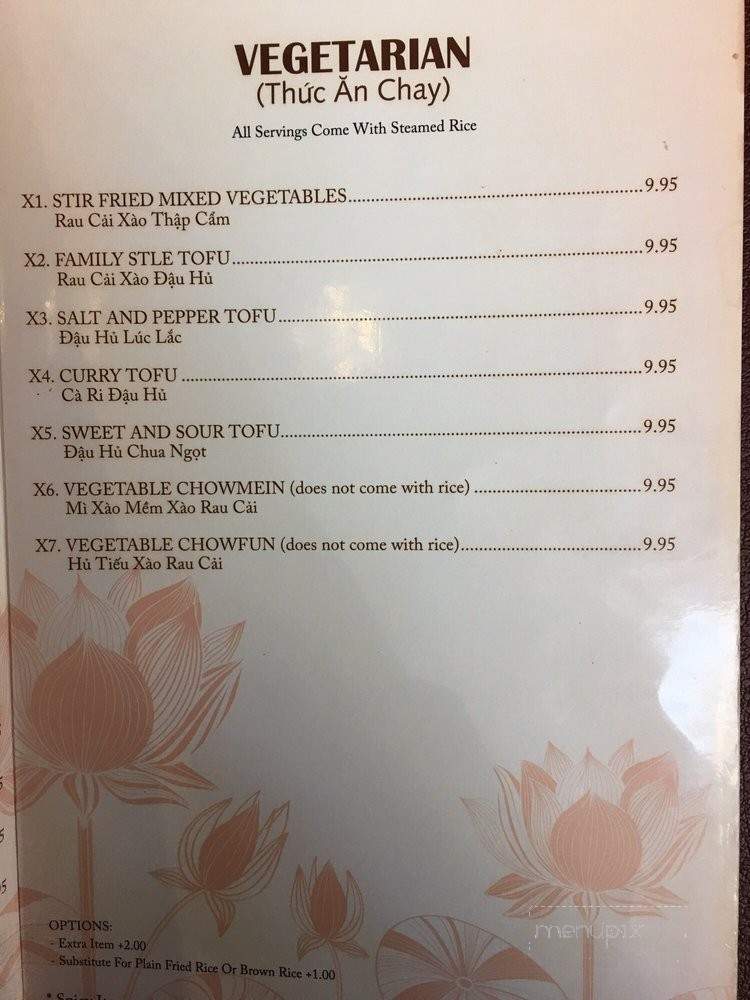 VEGETARIAN
(Thức Ăn Chay)
All Servings Come With Steamed Rice
X1. STIR FRIED MIXED VEGETABLES..........9.95
Rau Cải Xào Thập Cẩm
X2. FAMILY STLE TOFU..........9.95
Rau Cải Xào Đậu Hủ
X3. SALT AND PEPPER TOFU..........9.95
Đậu Hủ Lúc Lắc
X4. CURRY TOFU..........9.95
Cà Ri Đậu Hủ
X5. SWEET AND SOUR TOFU..........9.95
Đậu Hủ Chua Ngọt
X6. VEGETABLE CHOWMEIN (does not come with rice)..........9.95
Mì Xào Mềm Xào Rau Cải
X7. VEGETABLE CHOWFUN (does not come with rice)..........9.95
Hủ Tiếu Xào Rau Cải
OPTIONS:
- Extra Item +2.00
- Substitute For Plain Fried Rice Or Brown Rice +1.00
menupix